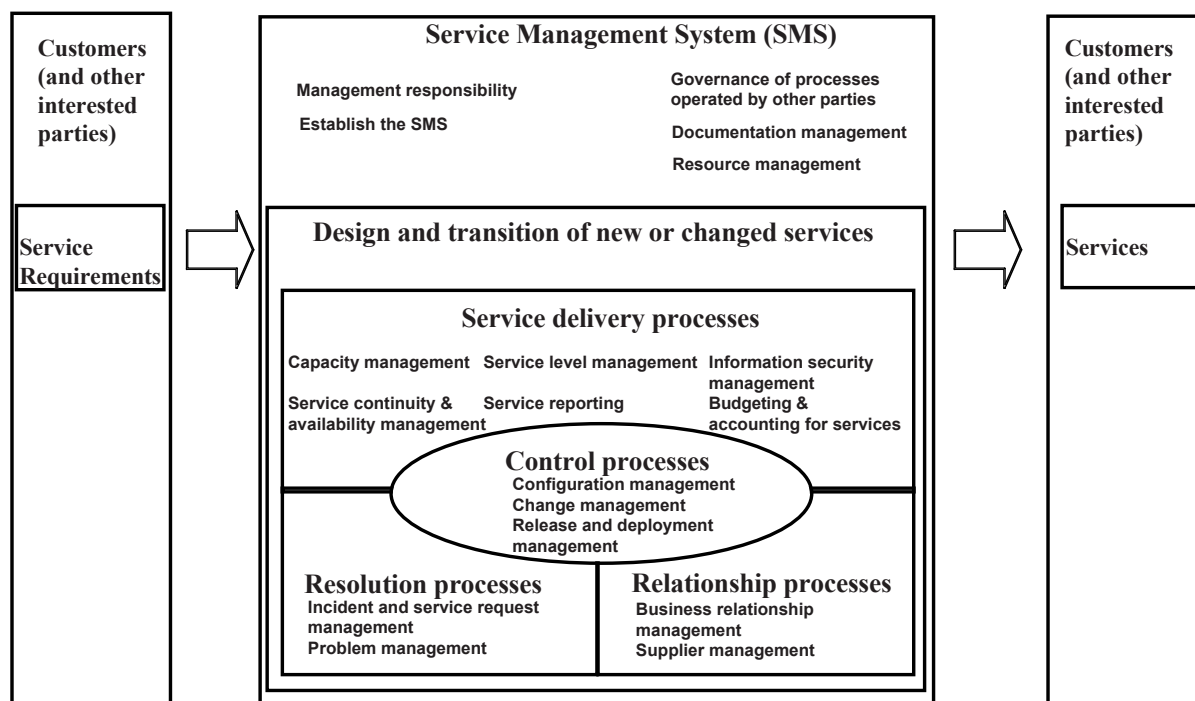 Customers
(and other
interested
parties)
Service
Requirements
Service Management System (SMS)
Management responsibility
Establish the SMS
Governance of processes
operated by other parties
Documentation management
Resource management
Design and transition of new or changed services
Service delivery processes
Capacity management
Service level management
Information security
management
Service continuity &
availability management
Service reporting
Budgeting &
accounting for services
Control processes
Configuration management
Change management
Release and deployment
management
Resolution processes
Incident and service request
management
Problem management
Relationship processes
Business relationship
management
Supplier management
Customers
(and other
interested
parties)
Services